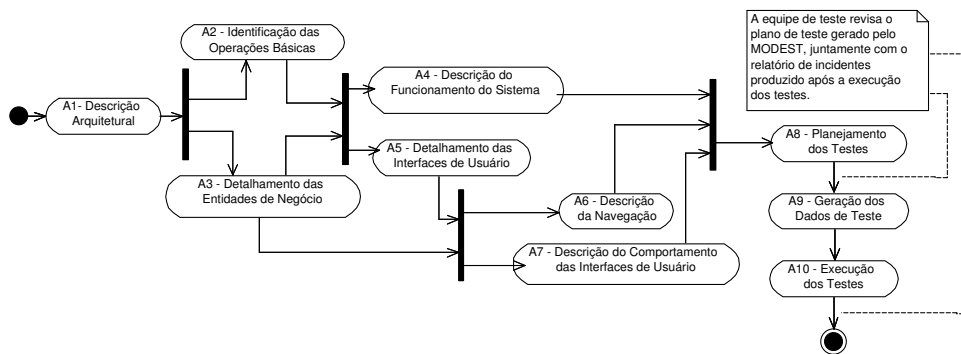 A1- Descrição
Arquitetural
A2 - Identificação das
Operações Básicas
A3 - Detalhamento das
Entidades de Negócio
A4 - Descrição do
Funcionamento do Sistema
A5 - Detalhamento das
Interfaces de Usuário
A6 - Descrição
da Navegação
A7 - Descrição do Comportamento
das Interfaces de Usuário
A equipe de teste revisa o
plano de teste gerado pelo
MODEST, juntamente com o
relatório de incidentes
produzido após a execução
dos testes.
A8 - Planejamento
dos Testes
A9 - Geração dos
Dados de Teste
A10 - Execução
dos Testes